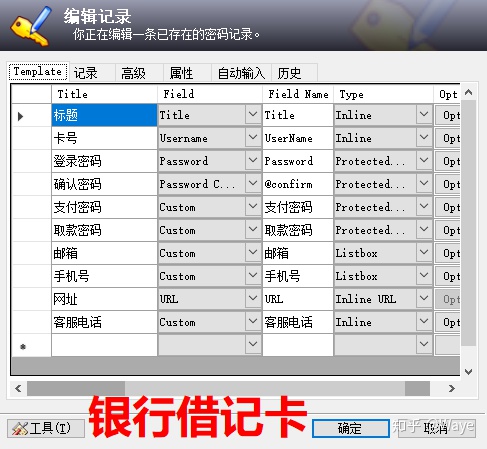 编辑记录
你正在编辑一条已存在的密码记录。
Template 记录 高级 属性 自动输入 历史
Title Field Field Name Type Opt
标题 Title Title Inline Opt
卡号 Username UserName Inline Opt
登录密码 Password Password Protected... Opt
确认密码 Password C... @confirm Protected... Opt
支付密码 Custom 支付密码 Protected... Opt
取款密码 Custom 取款密码 Protected... Opt
邮箱 Custom 邮箱 Listbox Opt
手机号 Custom 手机号 Listbox Opt
网址 URL URL Inline URL Opt
客服电话 Custom 客服电话 Inline Opt
工具(T) 银行借记卡 确定 取消
知乎 @Waye